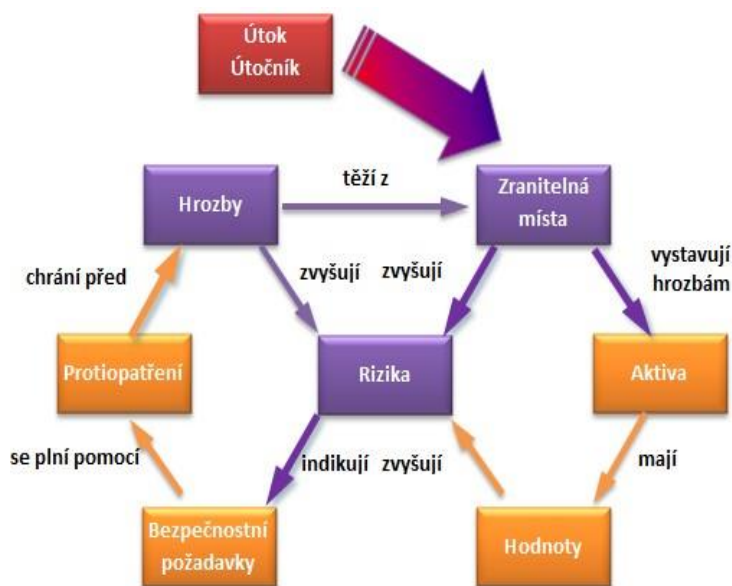 Útok
Útočník
těží z
Hrozby
Zranitelná
místa
chrání před
zvyšují
zvyšují
vystavují
hrozbám
Protiopatření
Rizika
Aktiva
se plní pomocí
indikují
zvyšují
mají
Bezpečnostní
požadavky
Hodnoty